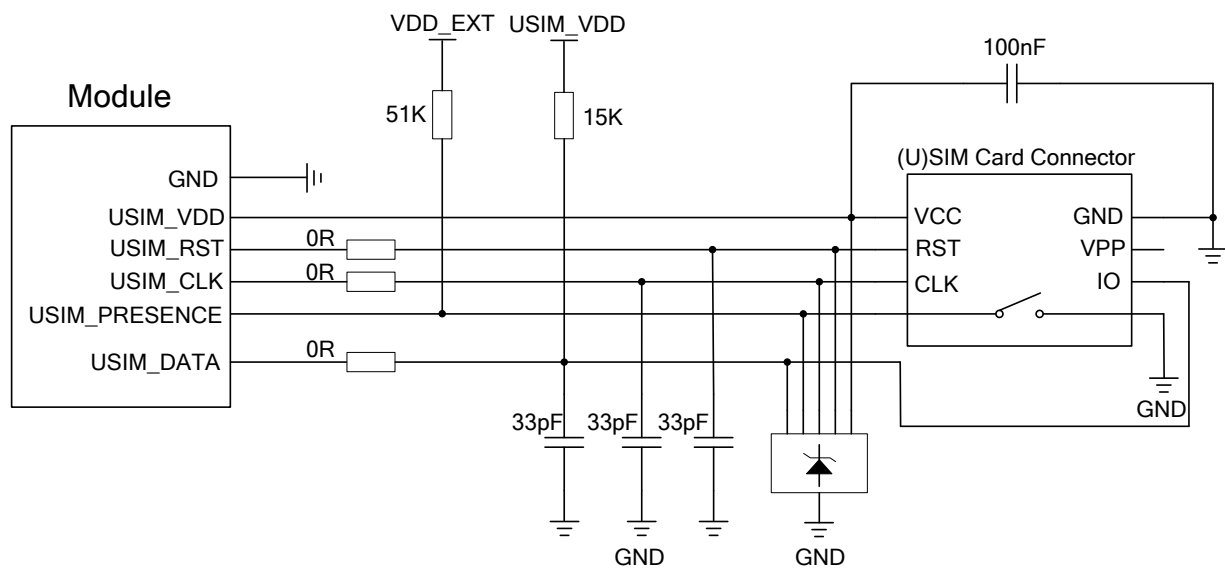 VDD_EXT USIM_VDD
100nF
Module
51K
15K
(U)SIM Card Connector
GND
USIM_VDD
VCC
GND
USIM_RST
0R
RST
VPP
USIM_CLK
0R
CLK
IO
USIM_PRESENCE
USIM_DATA
0R
GND
33pF
33pF
33pF
GND
GND